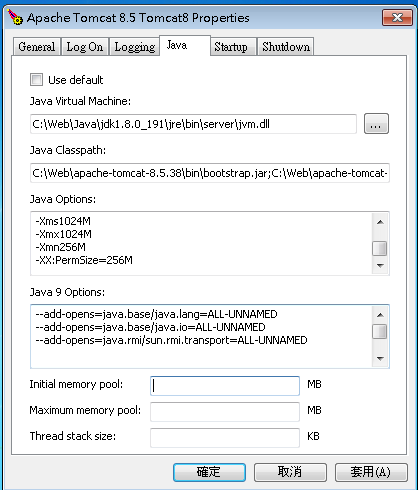 Apache Tomcat 8.5 Tomcat8 Properties
General Log On Logging Java Startup Shutdown
Use default
Java Virtual Machine:
C:\Web\Java\jdk1.8.0_191\jre\bin\server\jvm.dll
...
Java Classpath:
C:\Web\apache-tomcat-8.5.38\bin\bootstrap.jar;C:\Web\apache-tomcat-
Java Options:
-Xms1024M
-Xmx1024M
-Xmn256M
-XX:PermSize=256M
Java 9 Options:
--add-opens=java.base/java.lang=ALL-UNNAMED
--add-opens=java.base/java.io=ALL-UNNAMED
--add-opens=java.rmi/sun.rmi.transport=ALL-UNNAMED
Initial memory pool: MB
Maximum memory pool: MB
Thread stack size: KB
確定 取消 套用(A)